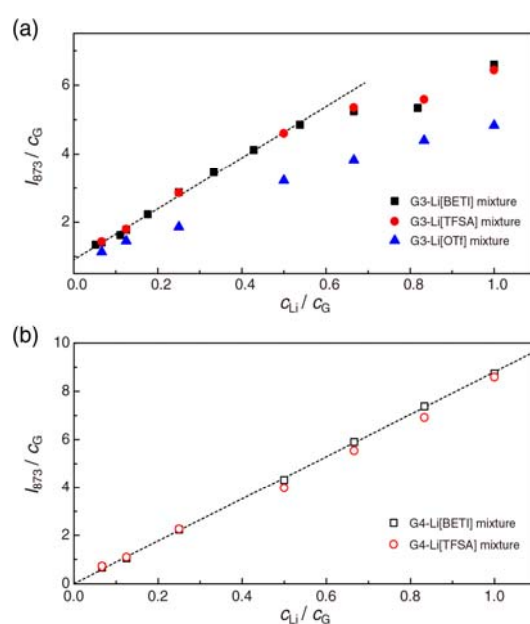 (a)
I873 / cG
6
4
2
0.0 0.2 0.4 0.6 0.8 1.0
cLi / cG
G3-Li[BETI] mixture
G3-Li[TFSA] mixture
G3-Li[OTf] mixture
(b)
I873 / cG
10
8
6
4
2
0
0.0 0.2 0.4 0.6 0.8 1.0
cLi / cG
G4-Li[BETI] mixture
G4-Li[TFSA] mixture